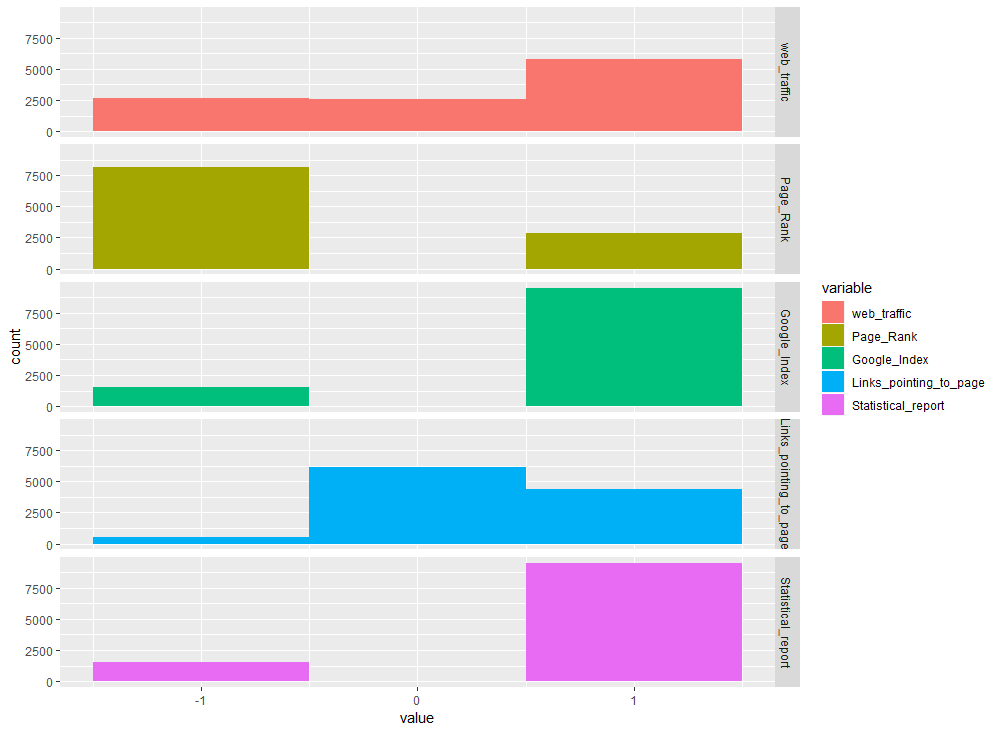 7500
5000
2500
0
web_traffic
7500
5000
2500
0
Page_Rank
7500
5000
2500
0
Google_Index
7500
5000
2500
0
Links_pointing_to_page
7500
5000
2500
0
Statistical_report
count
-1 0 1
value
variable
web_traffic
Page_Rank
Google_Index
Links_pointing_to_page
Statistical_report